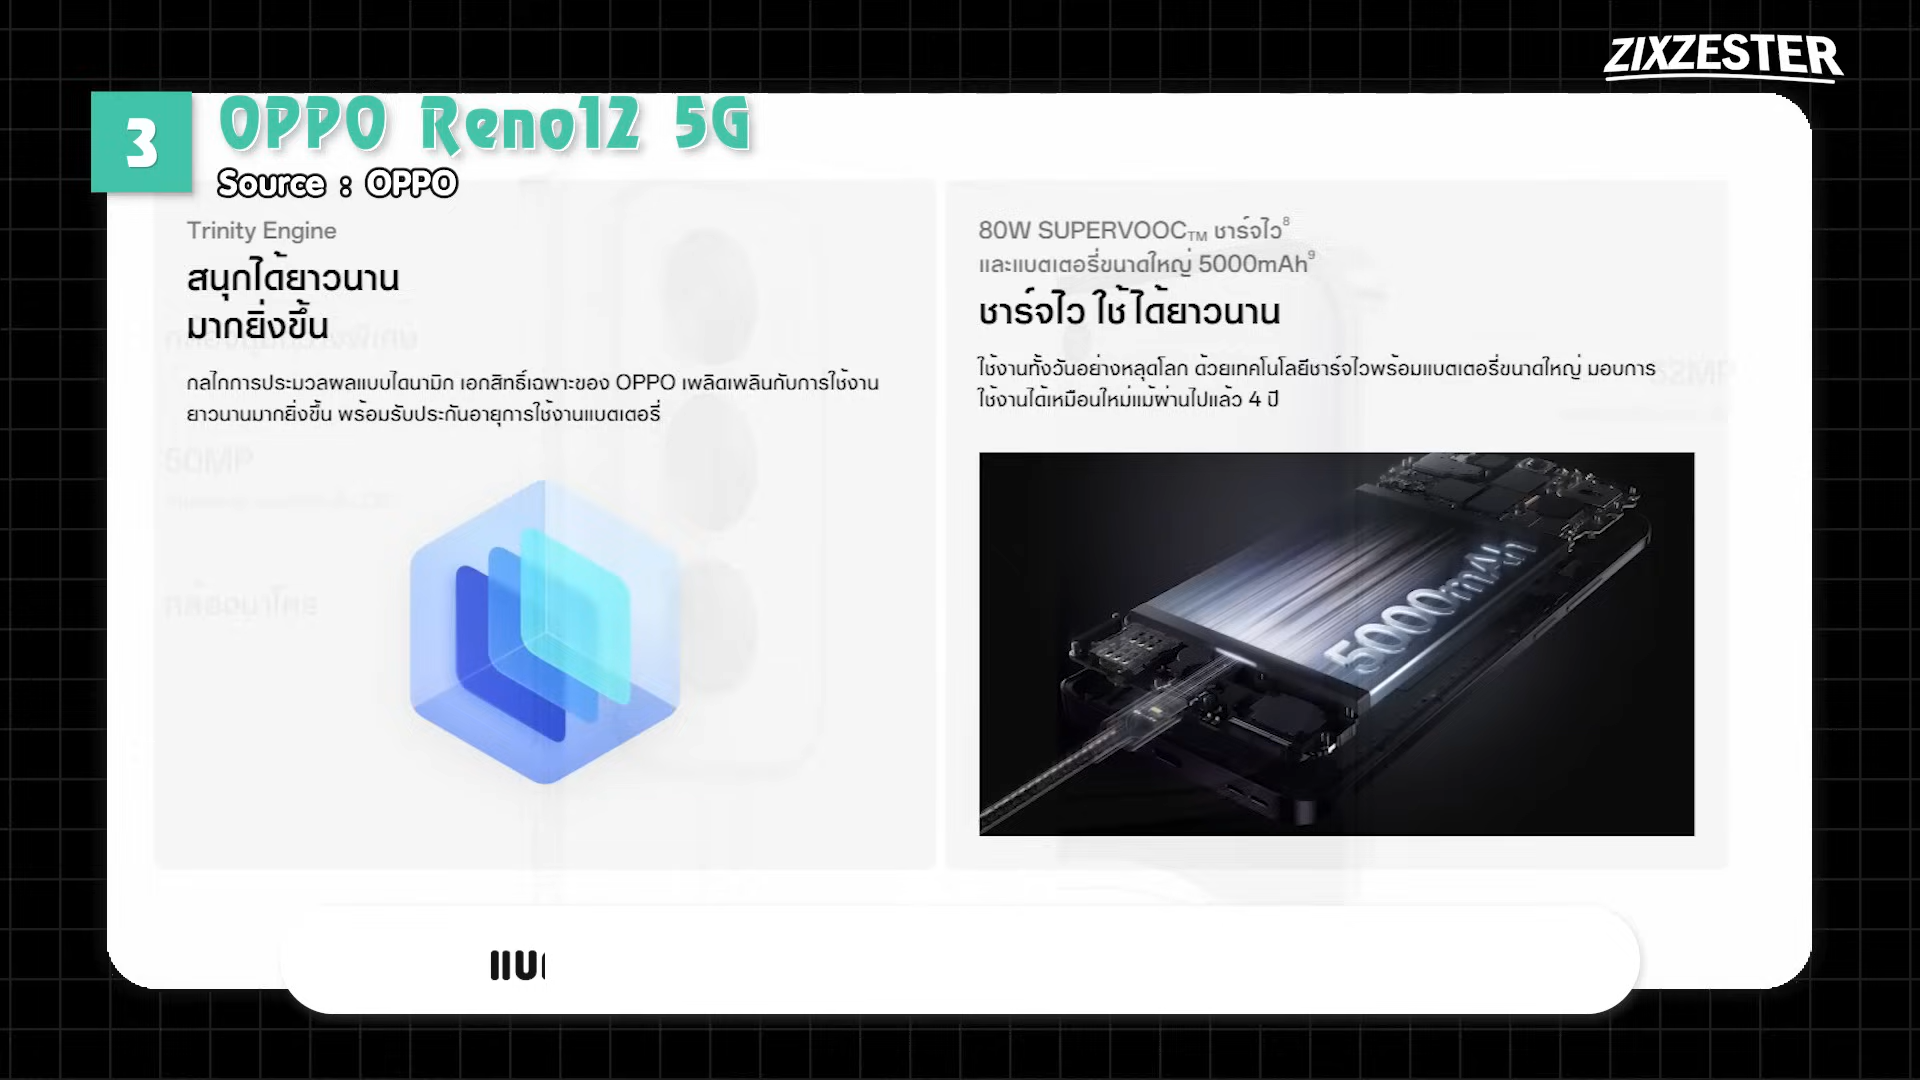 ZIXZESTER
3
OPPO Reno12 5G
Source : OPPO
Trinity Engine
สนุกได้ยาวนาน
มากยิ่งขึ้น
กลไกการประมวลผลแบบไดนามิก เอกสิทธิ์เฉพาะของ OPPO เพลิดเพลินกับการใช้งาน
ยาวนานมากยิ่งขึ้น พร้อมรับประกันอายุการใช้งานแบตเตอรี่
80W SUPERVOOC™ ชาร์จไว⁸
และแบตเตอรี่ขนาดใหญ่ 5000mAh⁹
ชาร์จไว ใช้ได้ยาวนาน
ใช้งานทั้งวันอย่างหลุดโลก ด้วยเทคโนโลยีชาร์จไวพร้อมแบตเตอรี่ขนาดใหญ่ มอบการ
ใช้งานได้เหมือนใหม่แม้ผ่านไปแล้ว 4 ปี
5000mAh
50MP
กล้องมาโคร